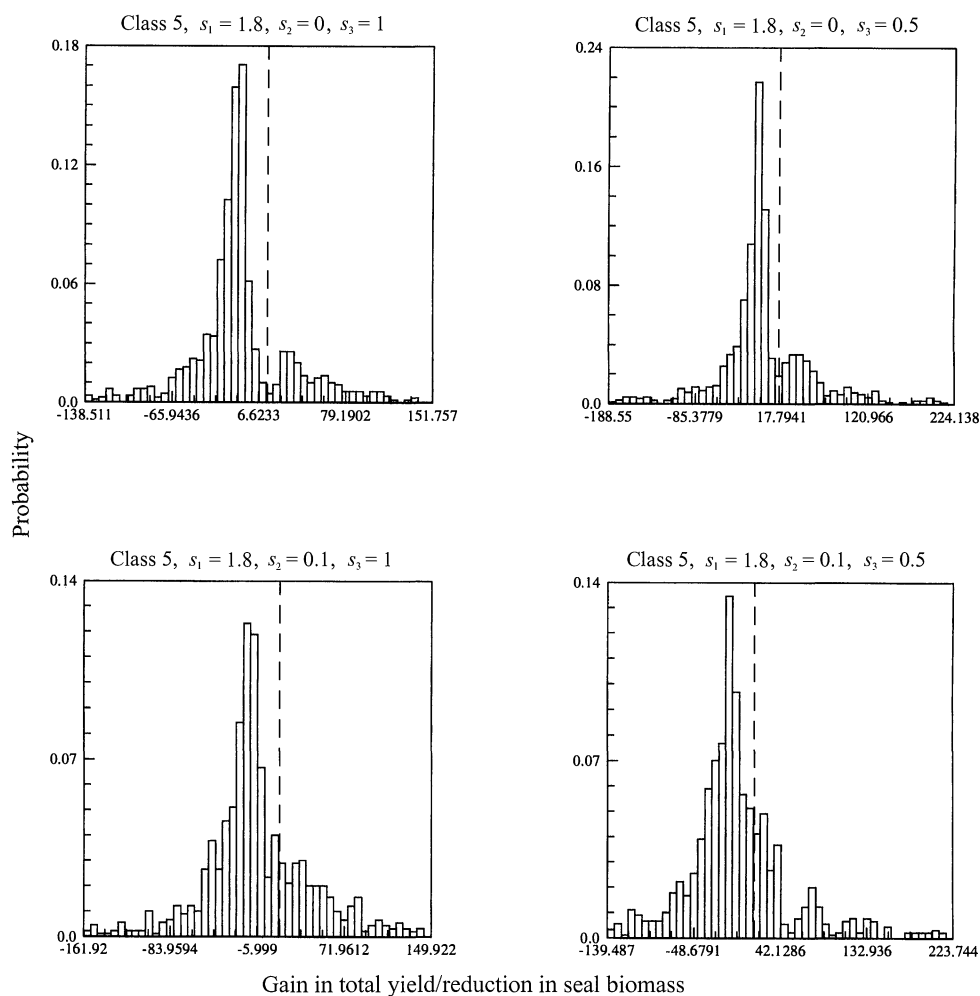 Class 5, s₁ = 1.8, s₂ = 0, s₃ = 1
0.18
0.12
0.06
0.0
-138.511 -65.9436 6.6233 79.1902 151.757
Class 5, s₁ = 1.8, s₂ = 0, s₃ = 0.5
0.24
0.16
0.08
0.0
-188.55 -85.3779 17.7941 120.966 224.138
Probability
Class 5, s₁ = 1.8, s₂ = 0.1, s₃ = 1
0.14
0.07
0.0
-161.92 -83.9594 -5.999 71.9612 149.922
Class 5, s₁ = 1.8, s₂ = 0.1, s₃ = 0.5
0.14
0.07
0.0
-139.487 -48.6791 42.1286 132.936 223.744
Gain in total yield/reduction in seal biomass